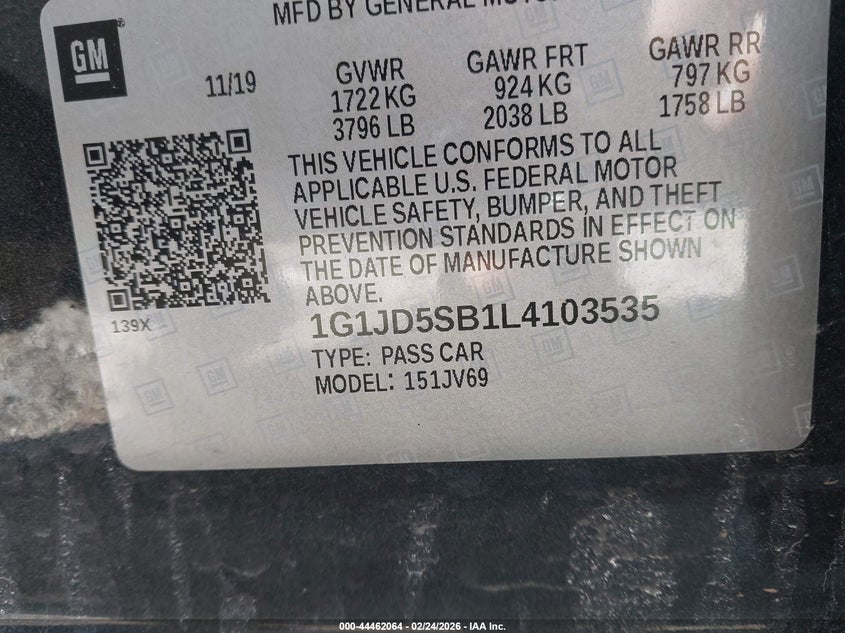 MFD BY GENERAL
GM
11/19
GVWR
1722 KG
3796 LB
GAWR FRT
924 KG
2038 LB
GAWR RR
797 KG
1758 LB
THIS VEHICLE CONFORMS TO ALL
APPLICABLE U.S. FEDERAL MOTOR
VEHICLE SAFETY, BUMPER, AND THEFT
PREVENTION STANDARDS IN EFFECT ON
THE DATE OF MANUFACTURE SHOWN
ABOVE.
139X
1G1JD5SB1L4103535
TYPE: PASS CAR
MODEL: 151JV69
000-44462064 - 02/24/2026 - IAA Inc.